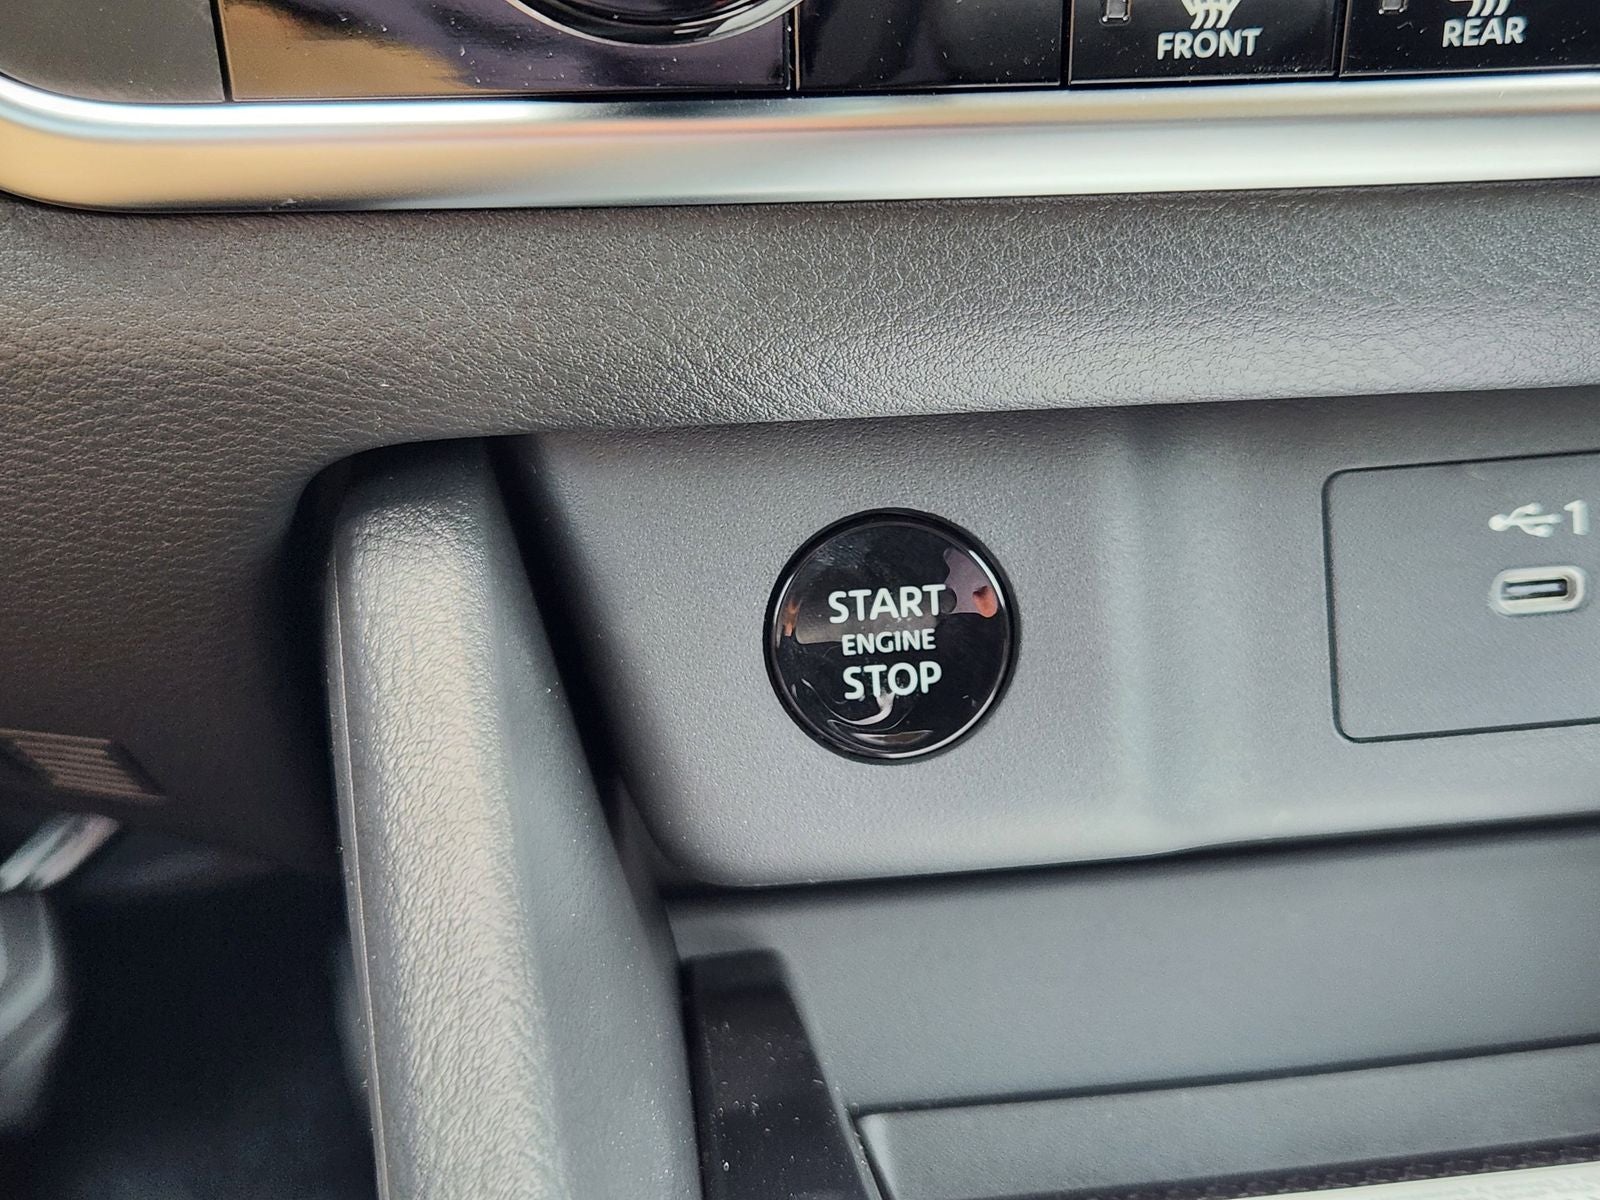 FRONT
REAR
1
START
ENGINE
STOP